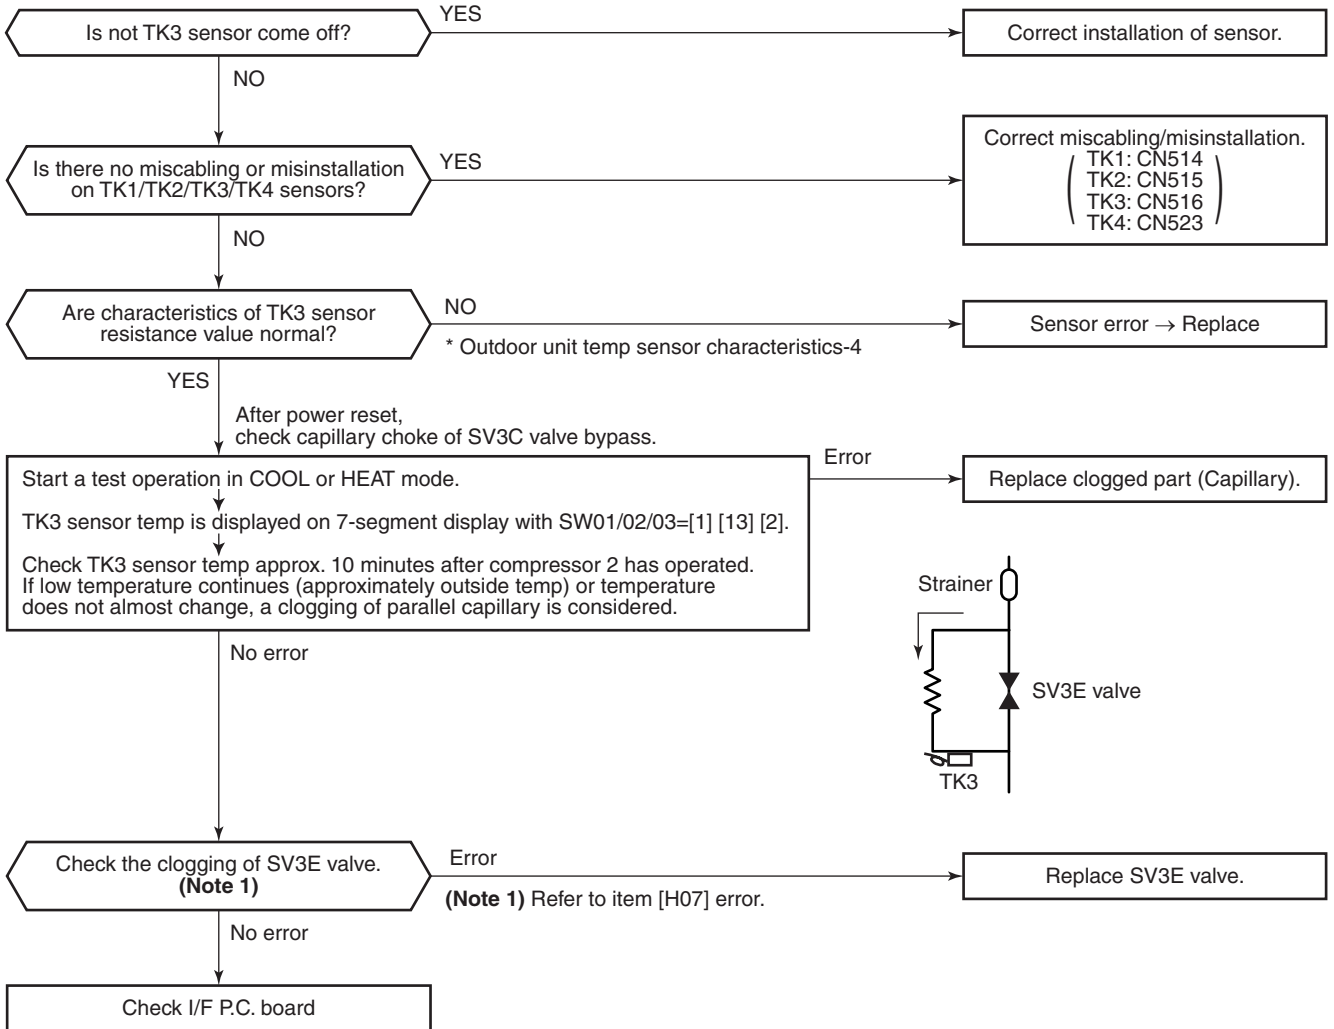 Is not TK3 sensor come off?
YES
Correct installation of sensor.
NO
Is there no miscabling or misinstallation
on TK1/TK2/TK3/TK4 sensors?
YES
Correct miscabling/misinstallation.
TK1: CN514
TK2: CN515
TK3: CN516
TK4: CN523
NO
Are characteristics of TK3 sensor
resistance value normal?
NO
* Outdoor unit temp sensor characteristics-4
Sensor error → Replace
YES
After power reset,
check capillary choke of SV3C valve bypass.
Start a test operation in COOL or HEAT mode.
TK3 sensor temp is displayed on 7-segment display with SW01/02/03=[1] [13] [2].
Check TK3 sensor temp approx. 10 minutes after compressor 2 has operated.
If low temperature continues (approximately outside temp) or temperature
does not almost change, a clogging of parallel capillary is considered.
Error
Replace clogged part (Capillary).
Strainer
SV3E valve
TK3
No error
Check the clogging of SV3E valve.
(Note 1)
Error
(Note 1) Refer to item [H07] error.
Replace SV3E valve.
No error
Check I/F P.C. board